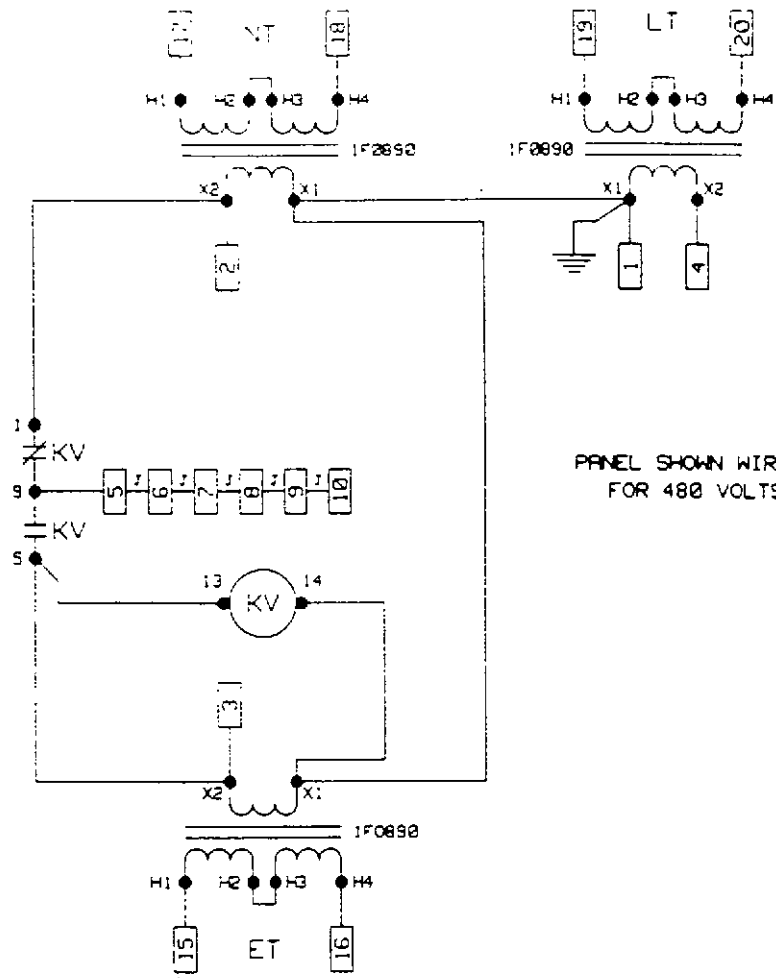 17 NT 18 19 LT 20
H1 H2 H3 H4 H1 H2 H3 H4
1F0890 1F0890
X2 X1 X1 X2
2 1 4
1
KV
9 5 J 6 J 7 J 8 J 9 J 10
PANEL SHOWN WIR
FOR 480 VOLTS
KV
5
13 KV 14
3
X2 X1
1F0890
H1 H2 H3 H4
15 ET 16